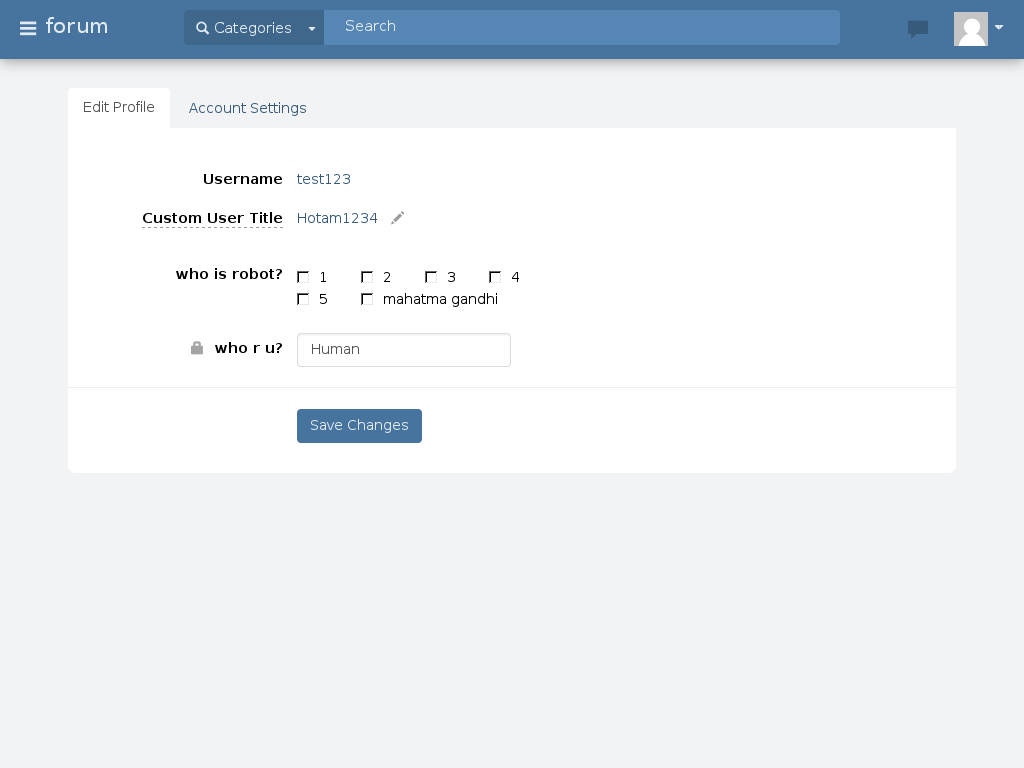 forum
Categories
Search
Edit Profile
Account Settings
Username test123
Custom User Title Hotam1234
who is robot? 1 2 3 4
5 mahatma gandhi
who r u? Human
Save Changes